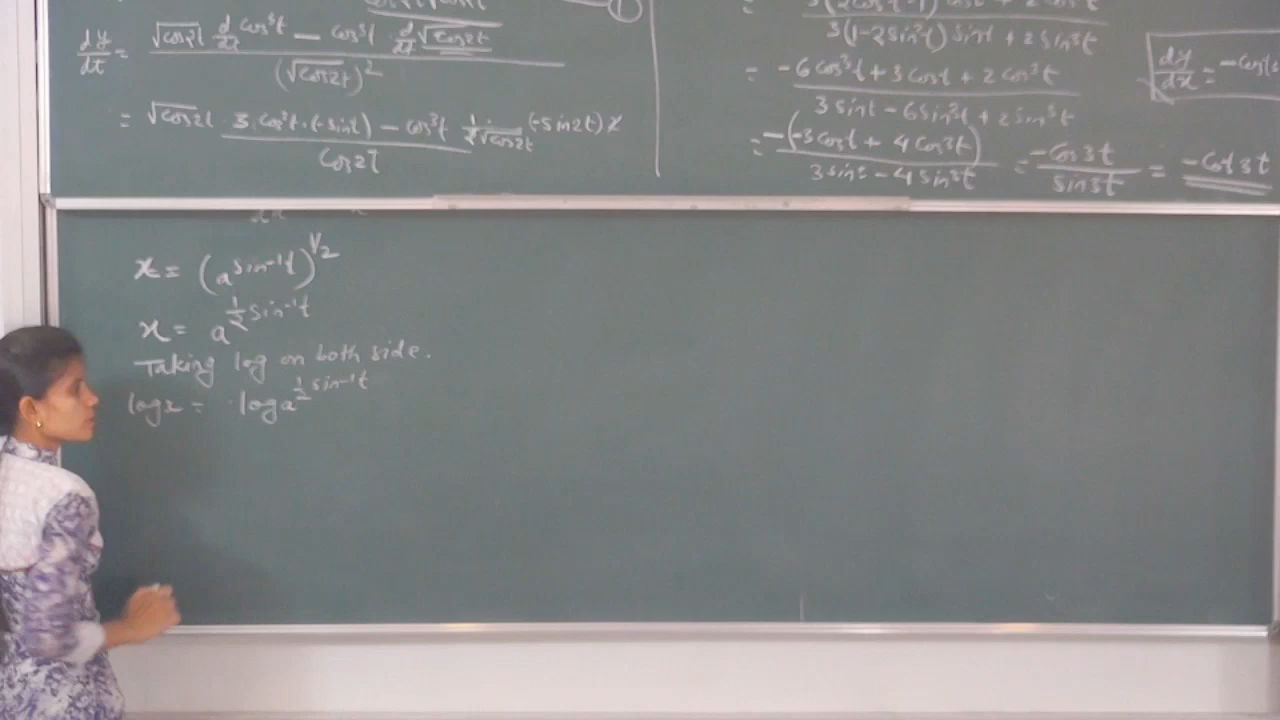 dy/dt = (√cos2t d/dt cos³t − cos³t · d/dt √cos2t) / (√cos2t)²
= (√cos2t · 3·cos²t·(-sint) − cos³t 1/2√cos2t (-sin2t) 2) / cos2t
3(1-2sin²t) sint + 2sin³t
= (-6cos³t + 3cost + 2cos³t) / (3sint - 6sin³t + 2sin³t)
= -(-3cost + 4cos³t) / (3sint - 4sin³t) = -cos3t / sin3t = -cot3t
dy/dx = -cot3
x = (a^sin⁻¹t)^1/2
x = a^1/2 sin⁻¹t
Taking log on both side.
logx = log a^1/2 sin⁻¹t